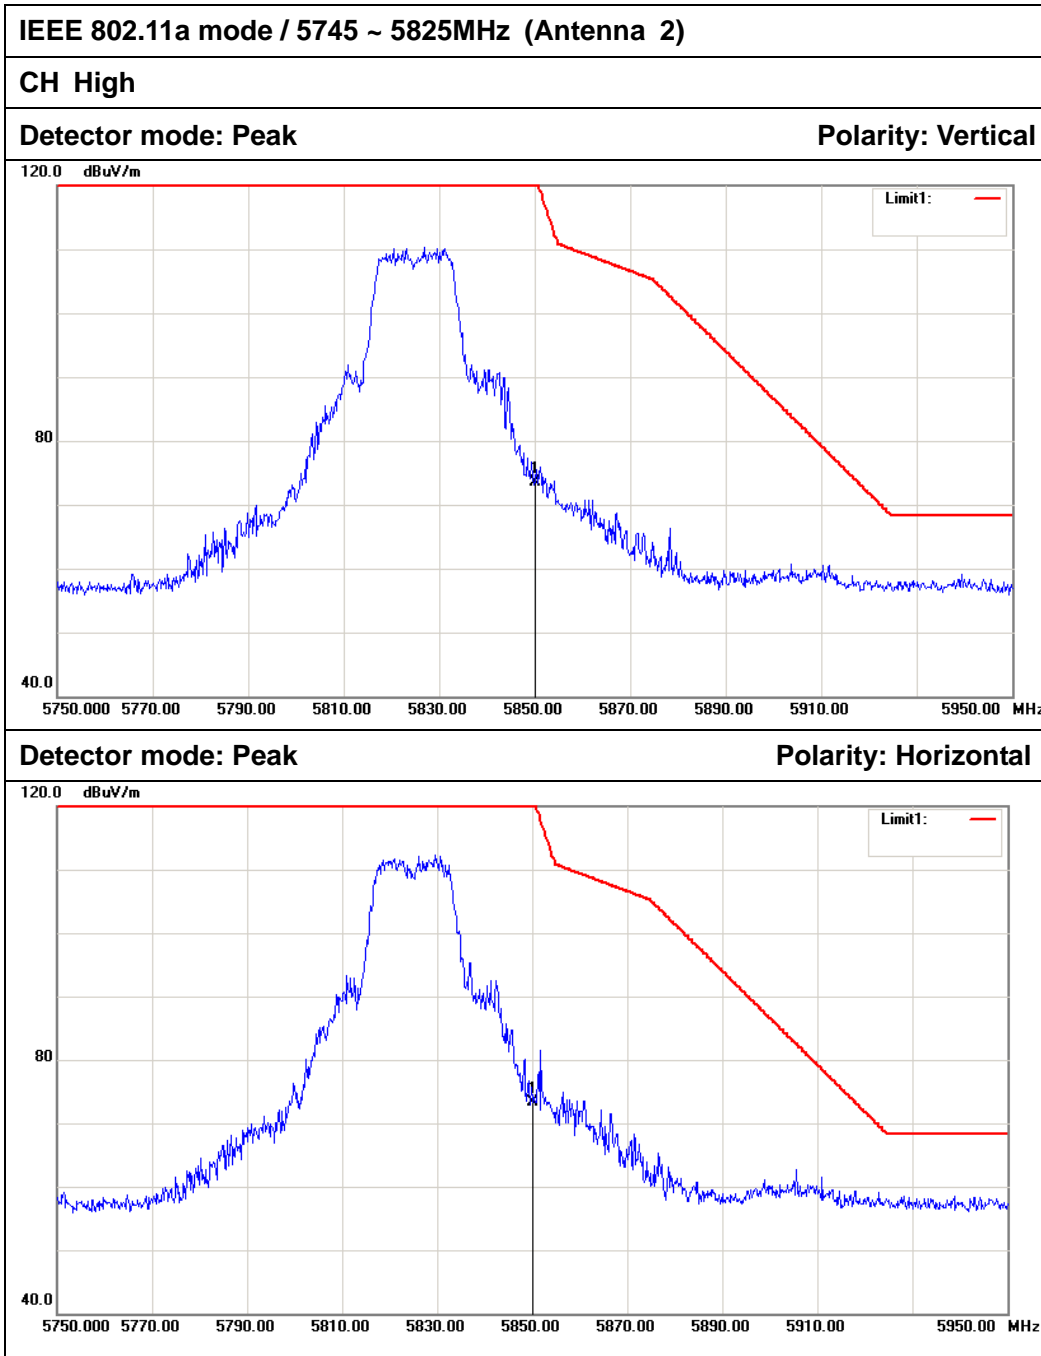 IEEE 802.11a mode / 5745 ~ 5825MHz (Antenna 2)
CH High
Detector mode: Peak Polarity: Vertical
120.0 dBuV/m
Limit1:
80
1
40.0
5750.000 5770.00 5790.00 5810.00 5830.00 5850.00 5870.00 5890.00 5910.00 5950.00 MHz
Detector mode: Peak Polarity: Horizontal
120.0 dBuV/m
Limit1:
80
1
40.0
5750.000 5770.00 5790.00 5810.00 5830.00 5850.00 5870.00 5890.00 5910.00 5950.00 MHz